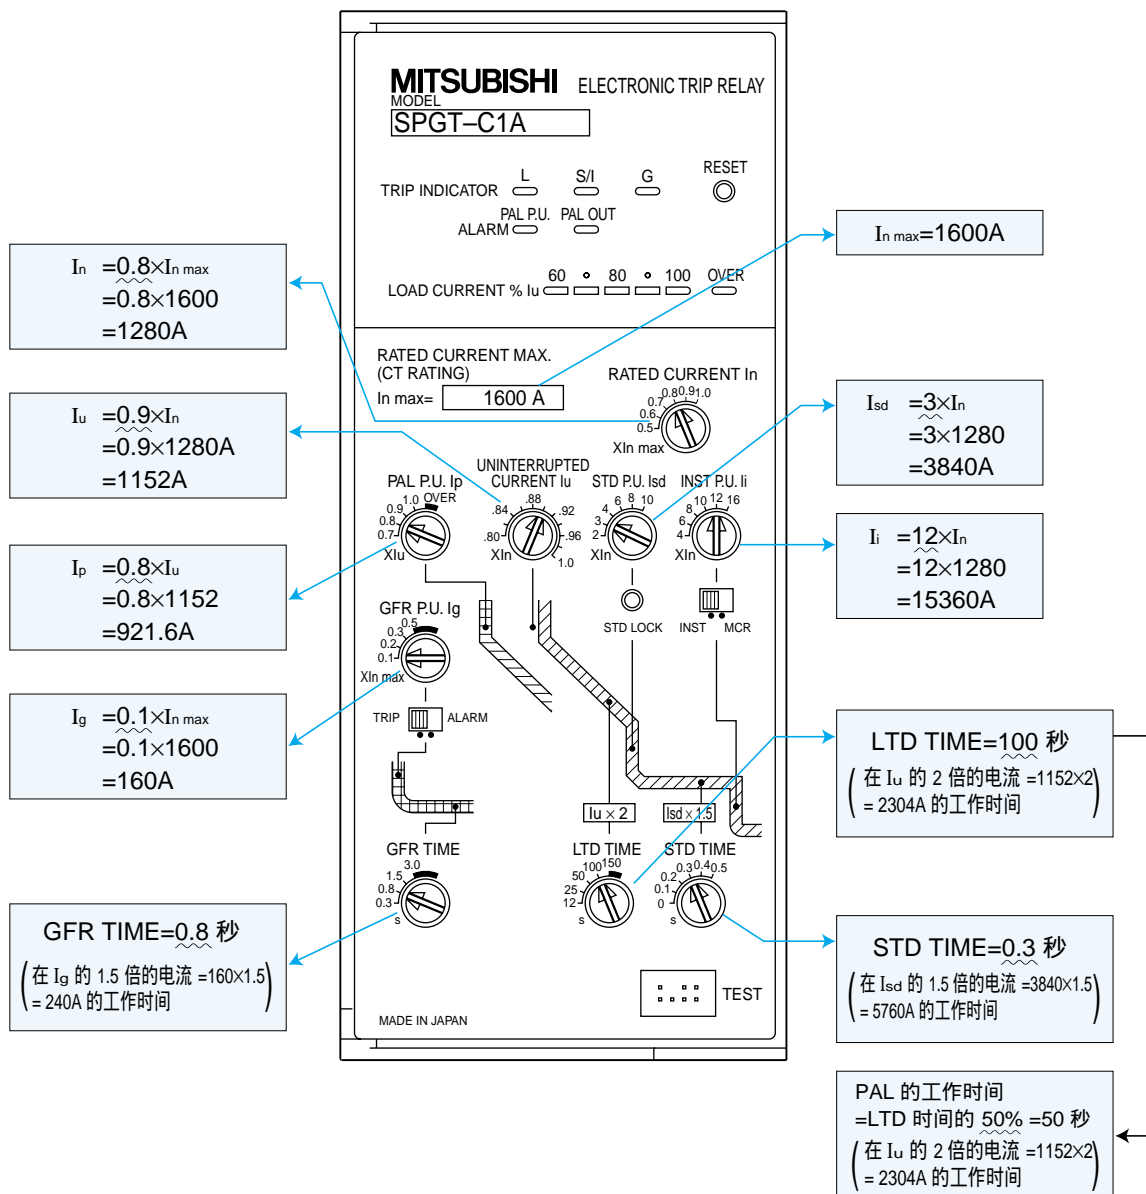 MITSUBISHI ELECTRONIC TRIP RELAY
MODEL
SPGT–C1A
TRIP INDICATOR L S/I G RESET
ALARM PAL P.U. PAL OUT
LOAD CURRENT % Iu 60 80 100 OVER
RATED CURRENT MAX.
(CT RATING)
In max= 1600 A
RATED CURRENT In
0.5 0.6 0.7 0.8 0.9 1.0
XIn max
PAL P.U. Ip
0.7 0.8 0.9 1.0 OVER
XIu
UNINTERRUPTED
CURRENT Iu
.80 .84 .88 .92 .96 1.0
XIn
STD P.U. Isd
2 3 4 6 8 10
XIn
INST P.U. Ii
4 6 8 10 12 16
XIn
STD LOCK
INST MCR
GFR P.U. Ig
0.1 0.2 0.3 0.5
XIn max
TRIP ALARM
Iu × 2
Isd × 1.5
GFR TIME
0.3 0.8 1.5 3.0
s
LTD TIME
12 25 50 100 150
s
STD TIME
0 0.1 0.2 0.3 0.4 0.5
s
TEST
MADE IN JAPAN
In =0.8×In max
=0.8×1600
=1280A
Iu =0.9×In
=0.9×1280A
=1152A
Ip =0.8×Iu
=0.8×1152
=921.6A
Ig =0.1×In max
=0.1×1600
=160A
GFR TIME=0.8 秒
(在 Ig 的 1.5 倍的电流 =160×1.5
= 240A 的工作时间)
In max=1600A
Isd =3×In
=3×1280
=3840A
Ii =12×In
=12×1280
=15360A
LTD TIME=100 秒
(在 Iu 的 2 倍的电流 =1152×2
= 2304A 的工作时间)
STD TIME=0.3 秒
(在 Isd 的 1.5 倍的电流 =3840×1.5
= 5760A 的工作时间)
PAL 的工作时间
=LTD 时间的 50% =50 秒
(在 Iu 的 2 倍的电流 =1152×2
= 2304A 的工作时间)